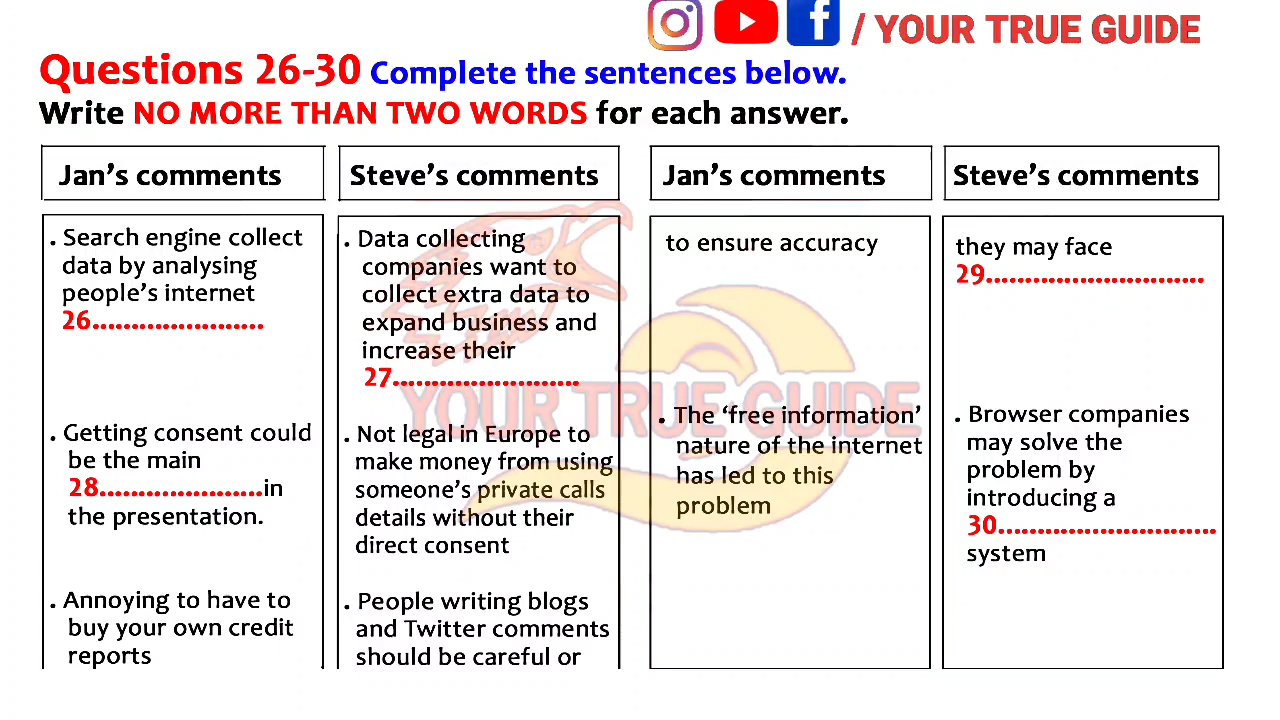 / YOUR TRUE GUIDE
Questions 26-30 Complete the sentences below.
Write NO MORE THAN TWO WORDS for each answer.
Jan's comments
. Search engine collect
data by analysing
people's internet
26......................
. Getting consent could
be the main
28.....................in
the presentation.
. Annoying to have to
buy your own credit
reports
Steve's comments
. Data collecting
companies want to
collect extra data to
expand business and
increase their
27........................
. Not legal in Europe to
make money from using
someone's private calls
details without their
direct consent
. People writing blogs
and Twitter comments
should be careful or
Jan's comments
to ensure accuracy
. The 'free information'
nature of the internet
has led to this
problem
Steve's comments
they may face
29............................
. Browser companies
may solve the
problem by
introducing a
30............................
system
YOUR TRUE GUIDE